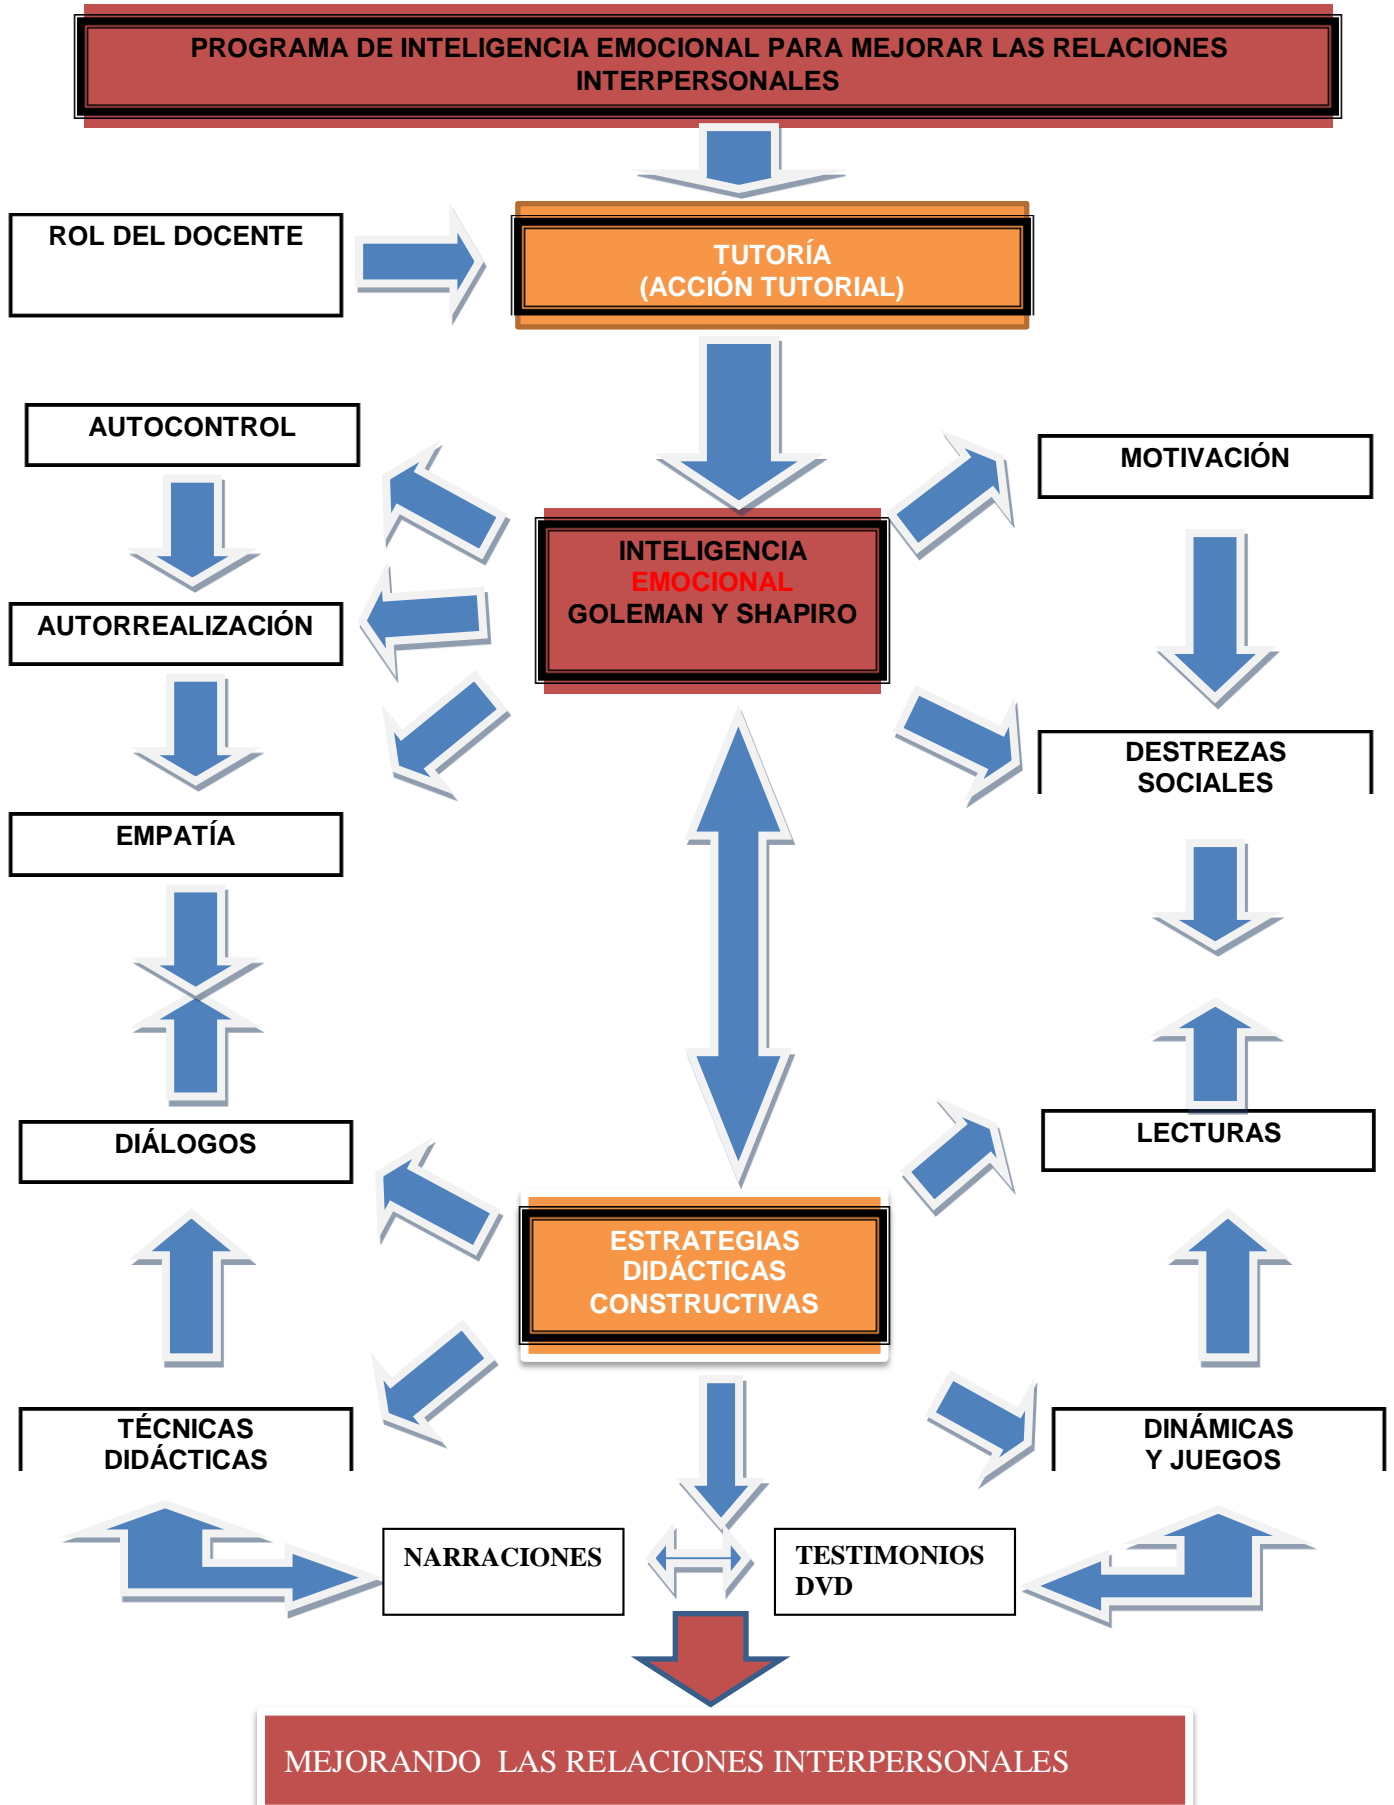 PROGRAMA DE INTELIGENCIA EMOCIONAL PARA MEJORAR LAS RELACIONES
INTERPERSONALES
ROL DEL DOCENTE
TUTORÍA
(ACCIÓN TUTORIAL)
AUTOCONTROL
MOTIVACIÓN
INTELIGENCIA
EMOCIONAL
GOLEMAN Y SHAPIRO
AUTORREALIZACIÓN
DESTREZAS
SOCIALES
EMPATÍA
DIÁLOGOS
LECTURAS
ESTRATEGIAS
DIDÁCTICAS
CONSTRUCTIVAS
TÉCNICAS
DIDÁCTICAS
DINÁMICAS
Y JUEGOS
NARRACIONES
TESTIMONIOS
DVD
MEJORANDO LAS RELACIONES INTERPERSONALES